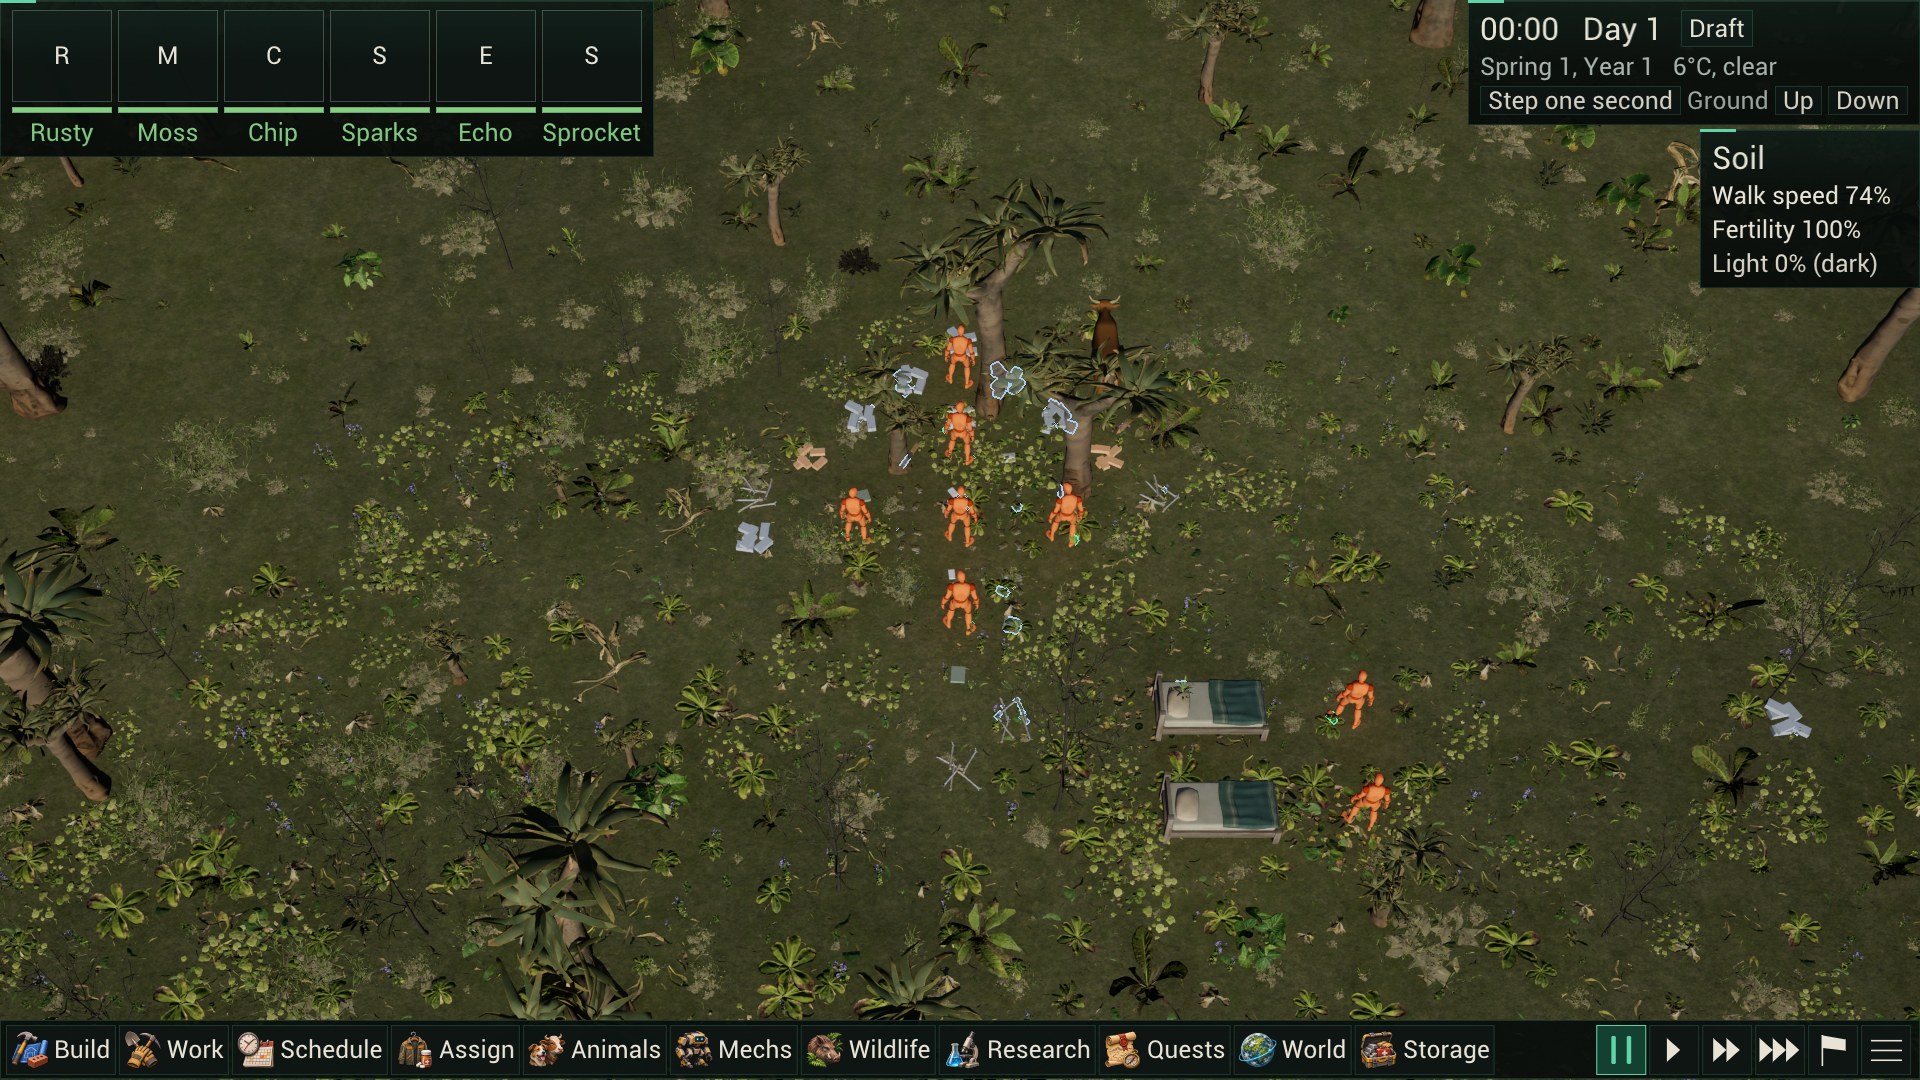 R M C S E S
Rusty Moss Chip Sparks Echo Sprocket
00:00 Day 1 Draft
Spring 1, Year 1 6°C, clear
Step one second Ground Up Down
Soil
Walk speed 74%
Fertility 100%
Light 0% (dark)
Build Work Schedule Assign Animals Mechs Wildlife Research Quests World Storage